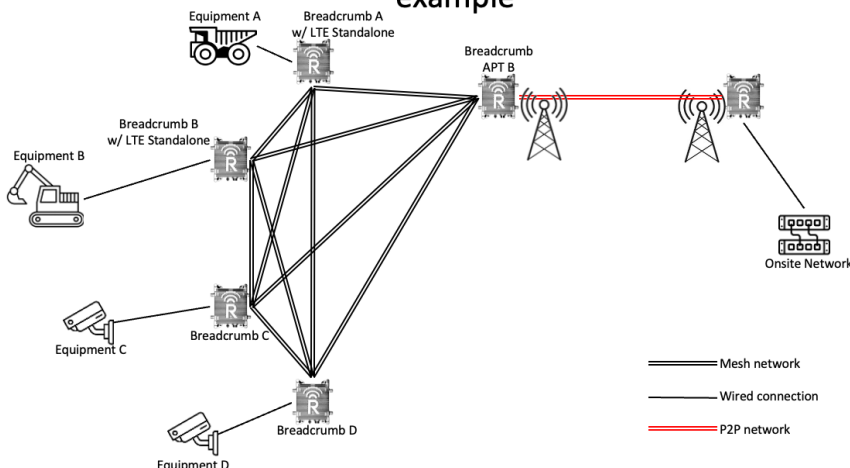 example
Equipment A
Breadcrumb A
w/ LTE Standalone
Breadcrumb
APT B
Breadcrumb B
w/ LTE Standalone
Equipment B
Onsite Network
Breadcrumb C
Equipment C
Mesh network
Wired connection
P2P network
Breadcrumb D
Equipment D
R
R
R
R
R
R